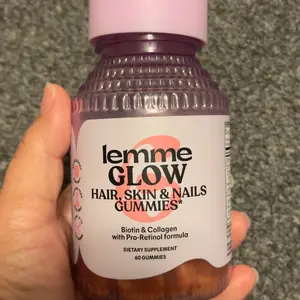 lemme
GLOW
HAIR, SKIN & NAILS
GUMMIES*
Biotin & Collagen
with Pro-Retinol formula
DIETARY SUPPLEMENT
60 GUMMIES